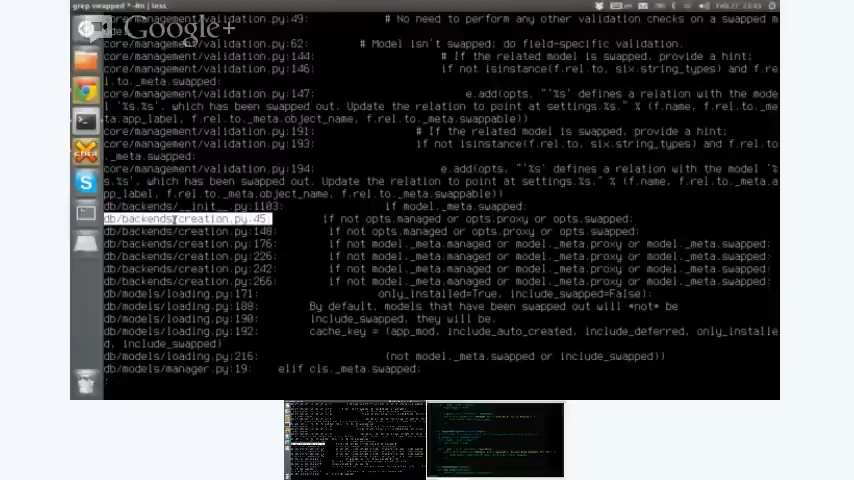 grep swapped * -Rn | less
Google+
core/management/validation.py:49: # No need to perform any other validation checks on a swapped m
core/management/validation.py:62: # Model isn't swapped; do field-specific validation.
core/management/validation.py:144: # If the related model is swapped, provide a hint;
core/management/validation.py:146: if not isinstance(f.rel.to, six.string_types) and f.re
l.to._meta.swapped:
core/management/validation.py:147: e.add(opts, "'%s' defines a relation with the mode
l '%s.%s', which has been swapped out. Update the relation to point at settings.%s." % (f.name, f.rel.to._me
ta.app_label, f.rel.to._meta.object_name, f.rel.to._meta.swappable))
core/management/validation.py:191: # If the related model is swapped, provide a hint;
core/management/validation.py:193: if not isinstance(f.rel.to, six.string_types) and f.re
l.to._meta.swapped:
core/management/validation.py:194: e.add(opts, "'%s' defines an m2m relation with the model '%
s.%s', which has been swapped out. Update the relation to point at settings.%s." % (f.name, f.rel.to._meta.a
pp_label, f.rel.to._meta.object_name, f.rel.to._meta.swappable))
db/backends/__init__.py:1103: if model._meta.swapped:
db/backends/creation.py:45: if not opts.managed or opts.proxy or opts.swapped:
db/backends/creation.py:148: if not opts.managed or opts.proxy or opts.swapped:
db/backends/creation.py:176: if not model._meta.managed or model._meta.proxy or model._meta.swapped:
db/backends/creation.py:226: if not model._meta.managed or model._meta.proxy or model._meta.swapped:
db/backends/creation.py:242: if not model._meta.managed or model._meta.proxy or model._meta.swapped:
db/backends/creation.py:266: if not model._meta.managed or model._meta.proxy or model._meta.swapped:
db/models/loading.py:171: only_installed=True, include_swapped=False):
db/models/loading.py:188: By default, models that have been swapped out will *not* be
db/models/loading.py:190: include_swapped, they will be.
db/models/loading.py:192: cache_key = (app_mod, include_auto_created, include_deferred, only_installe
d, include_swapped)
db/models/loading.py:216: (not model._meta.swapped or include_swapped))
db/models/manager.py:19: elif cls._meta.swapped:
: